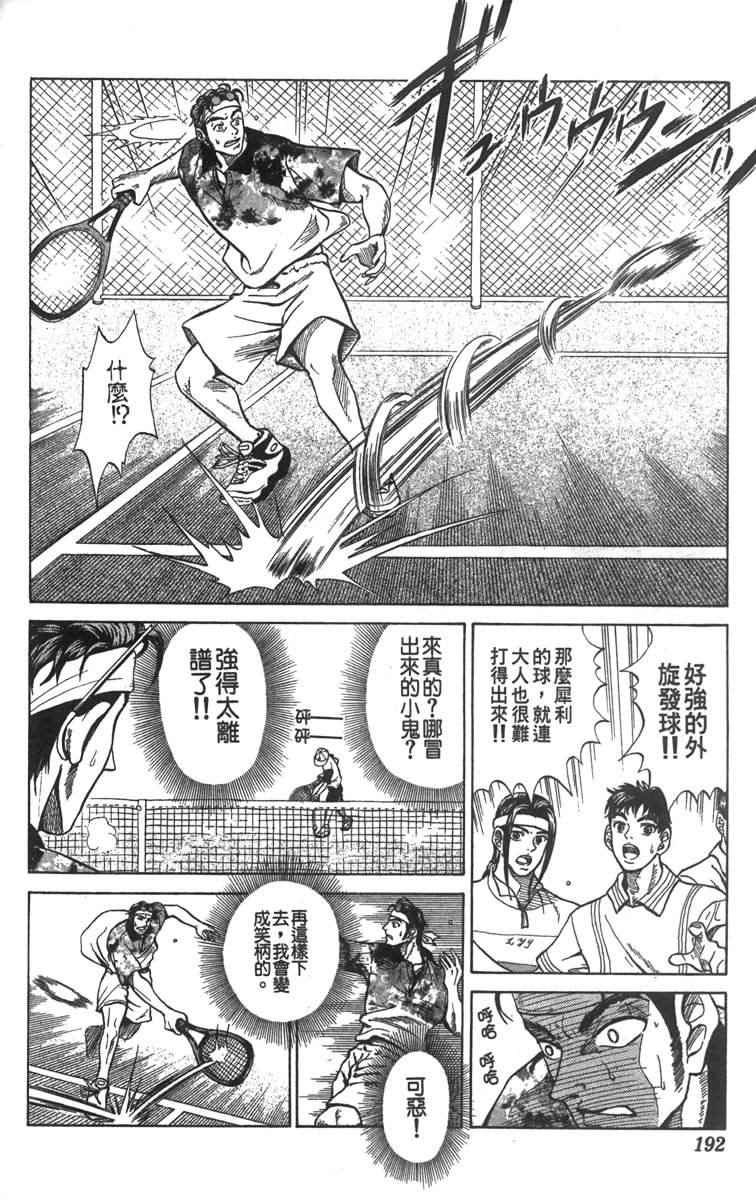 ギュウウウーン
什麼!?
好強的外
旋發球!!
那麼犀利
的球，就連
大人也很難
打得出來!!
來真的？哪冒
出來的小鬼？
砰——
砰——
強得太離
譜了!!
呼哈
呼哈
再這樣下
去，我會變
成笑柄的。
可惡！
192